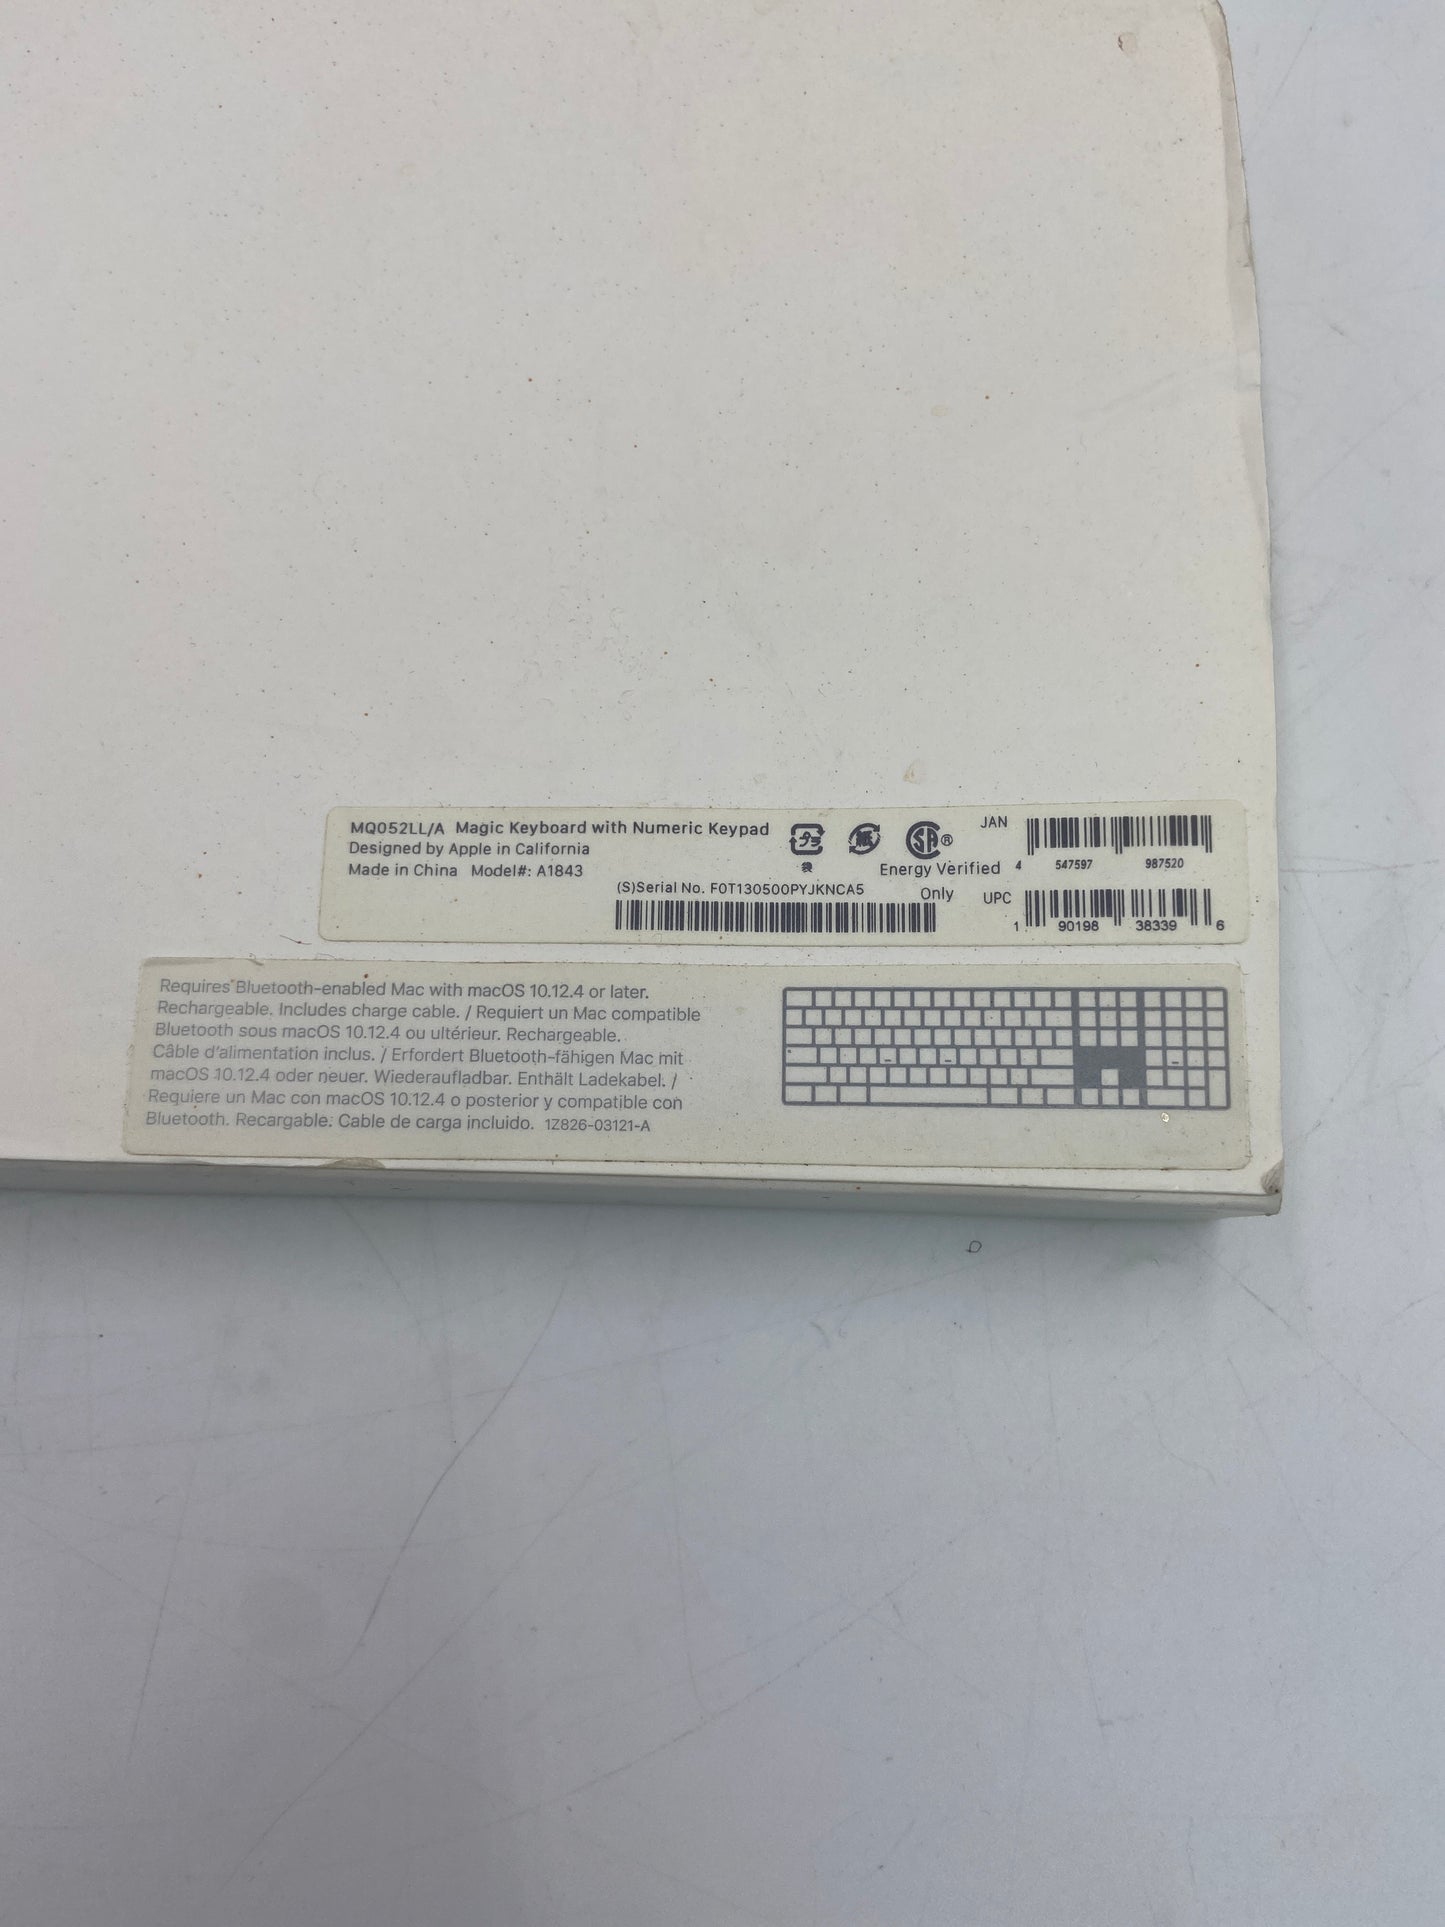 MQ052LL/A Magic Keyboard with Numeric Keypad
Designed by Apple in California
Made in China Model#: A1843
(S)Serial No. F0T130500PYJKNCA5
プラ
紙
袋
SA®
Energy Verified
Only
JAN
4 547597 987520
UPC
1 90198 38339 6
Requires Bluetooth-enabled Mac with macOS 10.12.4 or later.
Rechargeable. Includes charge cable. / Requiert un Mac compatible
Bluetooth sous macOS 10.12.4 ou ultérieur. Rechargeable.
Câble d’alimentation inclus. / Erfordert Bluetooth-fähigen Mac mit
macOS 10.12.4 oder neuer. Wiederaufladbar. Enthält Ladekabel. /
Requiere un Mac con macOS 10.12.4 o posterior y compatible con
Bluetooth. Recargable. Cable de carga incluido. 1Z826-03121-A